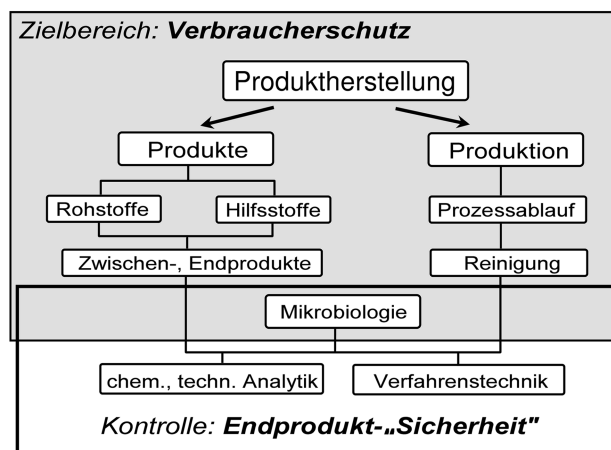 Zielbereich: Verbraucherschutz
Produktherstellung
Produkte
Produktion
Rohstoffe
Hilfsstoffe
Prozessablauf
Zwischen-, Endprodukte
Reinigung
Mikrobiologie
chem., techn. Analytik
Verfahrenstechnik
Kontrolle: Endprodukt-„Sicherheit"